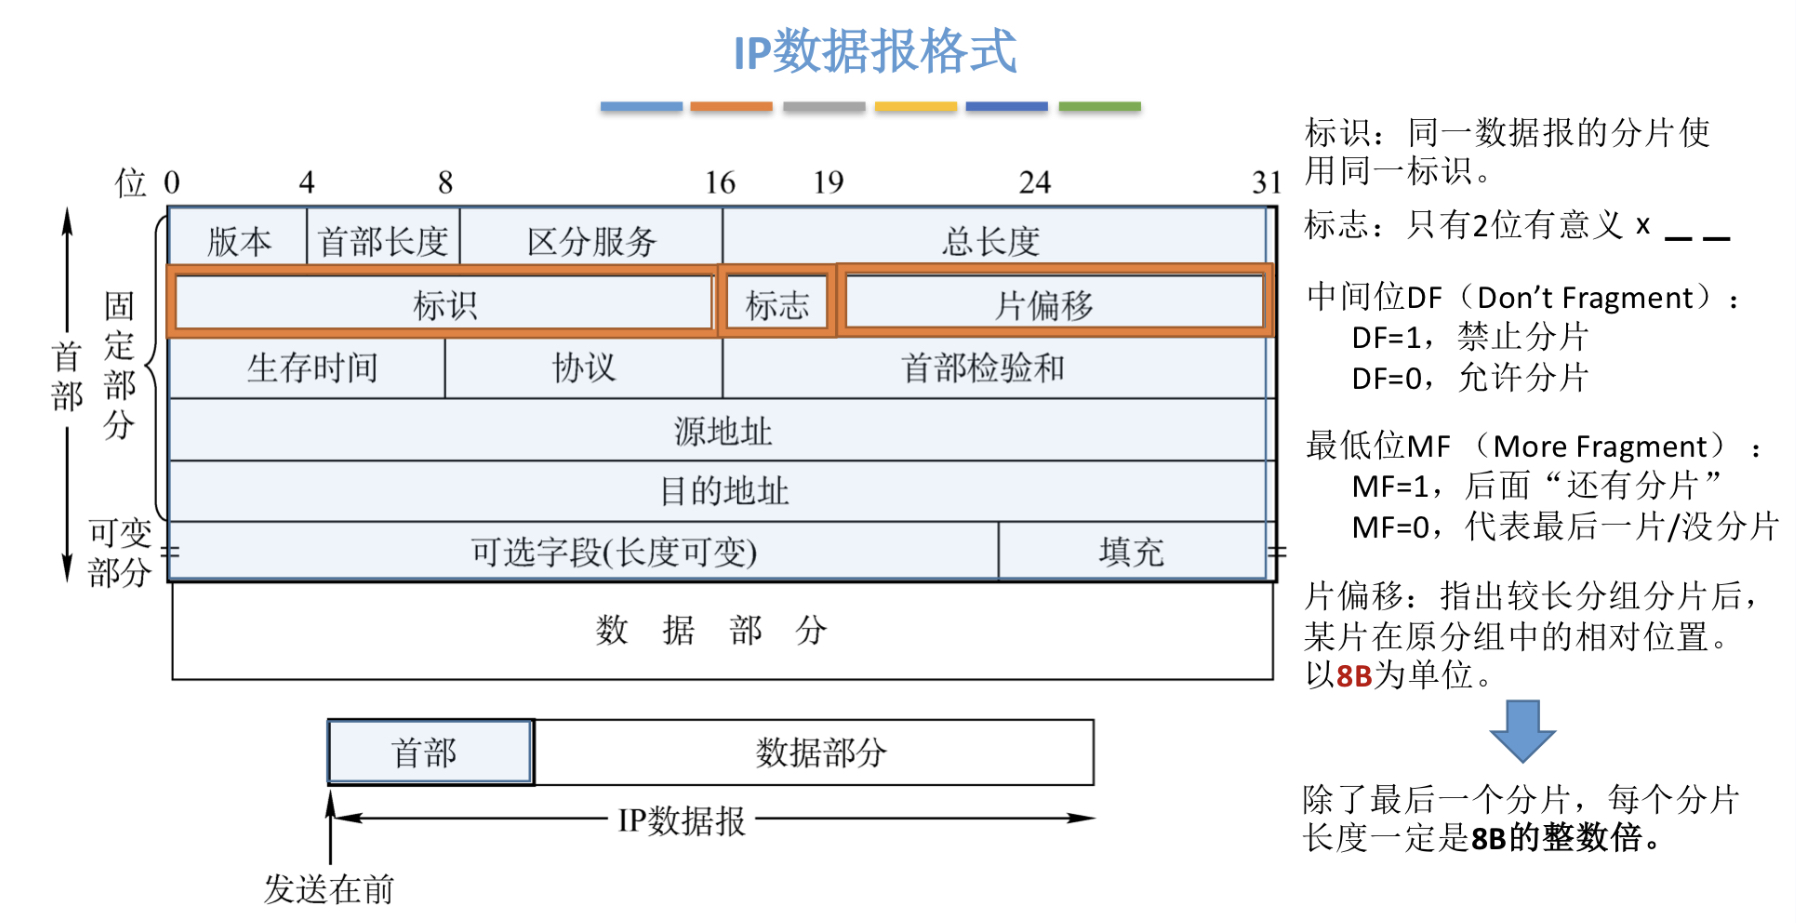 IP数据报格式
位 0 4 8 16 19 24 31
版本 首部长度 区分服务 总长度
标识 标志 片偏移
生存时间 协议 首部检验和
源地址
目的地址
可选字段(长度可变) 填充
数据部分
首部
固定部分
可变
部分
首部 数据部分
IP数据报
发送在前
标识：同一数据报的分片使
用同一标识。
标志：只有2位有意义 x _ _
中间位DF（Don't Fragment）：
DF=1，禁止分片
DF=0，允许分片
最低位MF（More Fragment）：
MF=1，后面“还有分片”
MF=0，代表最后一片/没分片
片偏移：指出较长分组分片后，
某片在原分组中的相对位置。
以8B为单位。
除了最后一个分片，每个分片
长度一定是8B的整数倍。